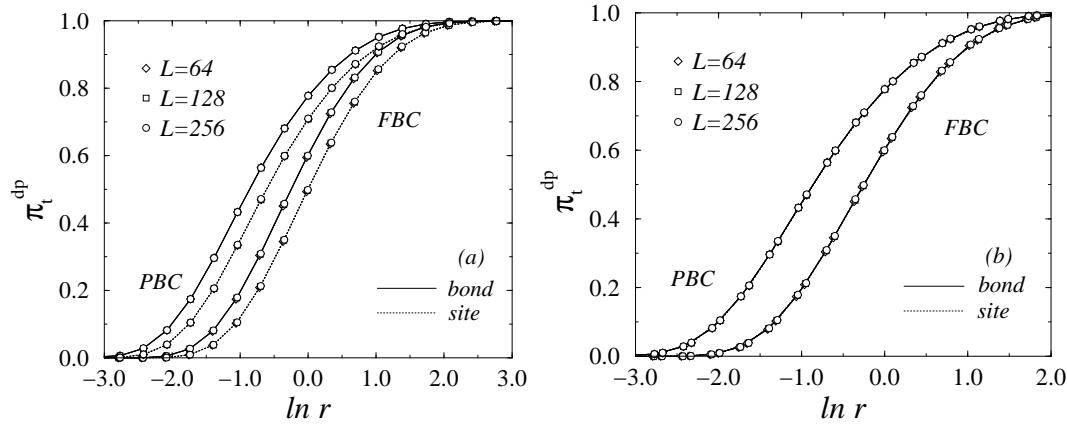 1.0
0.8
0.6
0.4
0.2
0.0
π_t^dp
L=64
L=128
L=256
FBC
PBC
(a)
bond
site
−3.0 −2.0 −1.0 0.0 1.0 2.0 3.0
ln r
1.0
0.8
0.6
0.4
0.2
0.0
π_t^dp
L=64
L=128
L=256
FBC
PBC
(b)
bond
site
−3.0 −2.0 −1.0 0.0 1.0 2.0
ln r